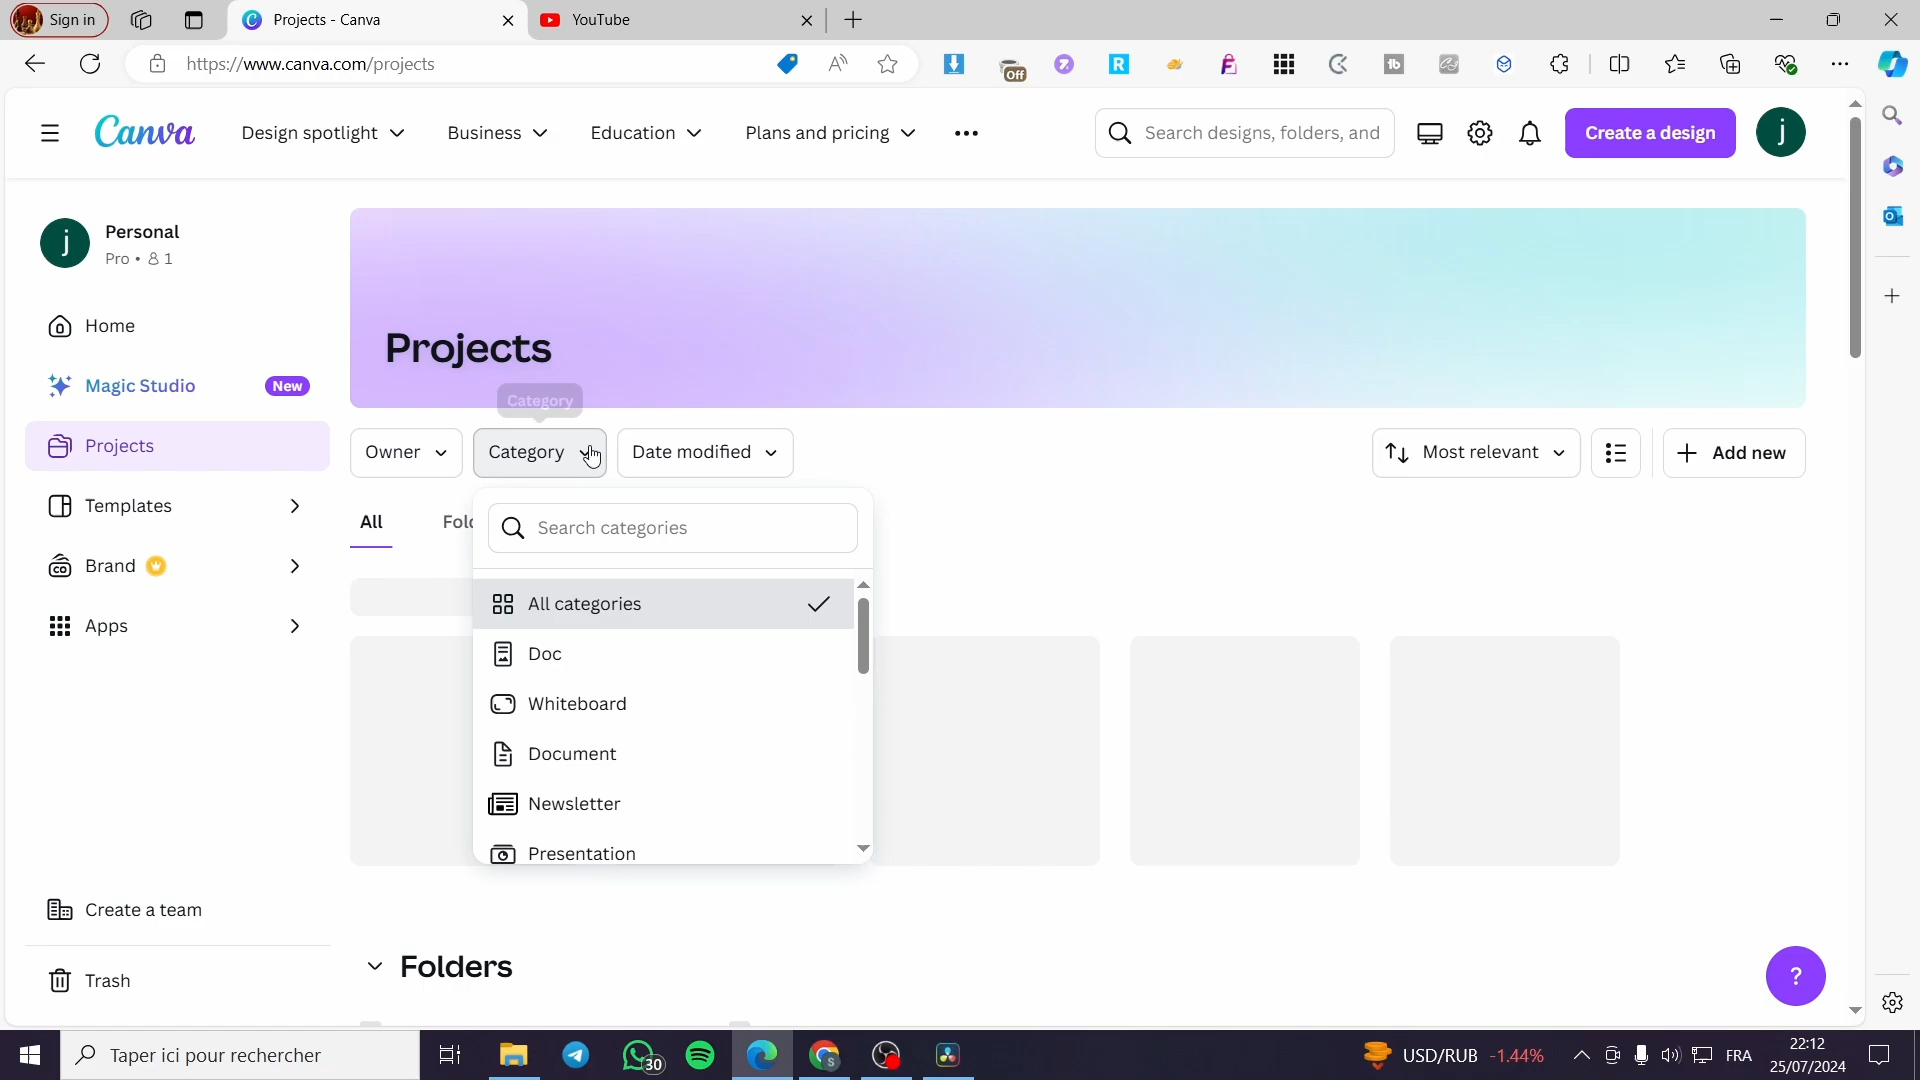 Sign in
Projects - Canva
YouTube
https://www.canva.com/projects
Off
Canva
Design spotlight
Business
Education
Plans and pricing
Search designs, folders, and
Create a design
j
j
Personal
Pro • 1
Home
Magic Studio
New
Projects
Templates
Brand
Apps
Create a team
Trash
Projects
Category
Owner
Category
Date modified
Most relevant
Add new
All
Fol
Search categories
All categories
Doc
Whiteboard
Document
Newsletter
Presentation
Folders
?
Taper ici pour rechercher
30
USD/RUB -1.44%
FRA
22:12
25/07/2024